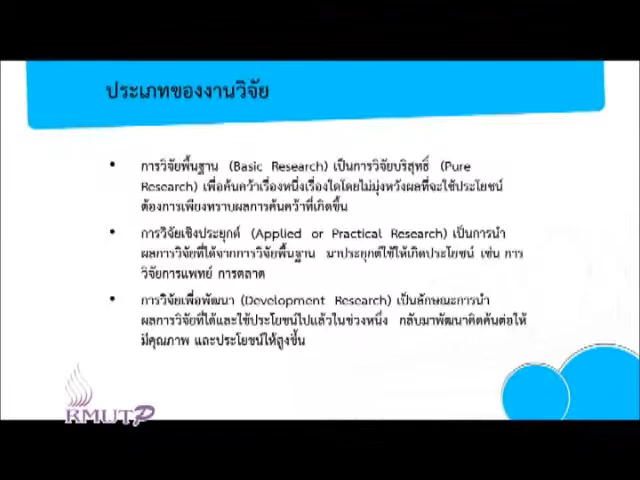 ประเภทของงานวิจัย
• การวิจัยพื้นฐาน (Basic Research) เป็นการวิจัยบริสุทธิ์ (Pure
Research) เพื่อค้นคว้าเรื่องหนึ่งเรื่องใดโดยไม่มุ่งหวังผลที่จะใช้ประโยชน์
ต้องการเพียงทราบผลการค้นคว้าที่เกิดขึ้น
• การวิจัยเชิงประยุกต์ (Applied or Practical Research) เป็นการนำ
ผลการวิจัยที่ได้จากการวิจัยพื้นฐาน มาประยุกต์ใช้ให้เกิดประโยชน์ เช่น การ
วิจัยการแพทย์ การตลาด
• การวิจัยเพื่อพัฒนา (Development Research) เป็นลักษณะการนำ
ผลการวิจัยที่ได้และใช้ประโยชน์ไปแล้วในช่วงหนึ่ง กลับมาพัฒนาคิดค้นต่อให้
มีคุณภาพ และประโยชน์ให้สูงขึ้น
RMUTP